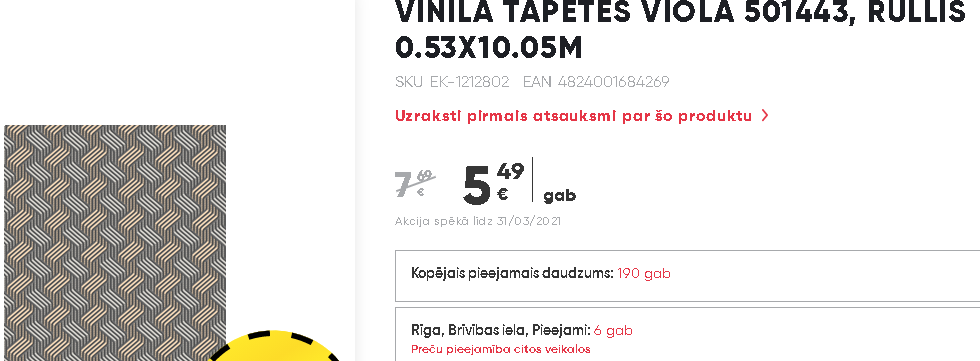 VINILA TAPETES VIOLA 501443, RULLIS
0.53X10.05M
SKU EK-1212802 EAN 4824001684269
Uzraksti pirmais atsauksmi par šo produktu >
7 69 € 5 49 € gab
Akcija spēkā līdz 31/03/2021
Kopējais pieejamais daudzums: 190 gab
Rīga, Brīvības iela, Pieejami: 6 gab
Preču pieejamība citos veikalos